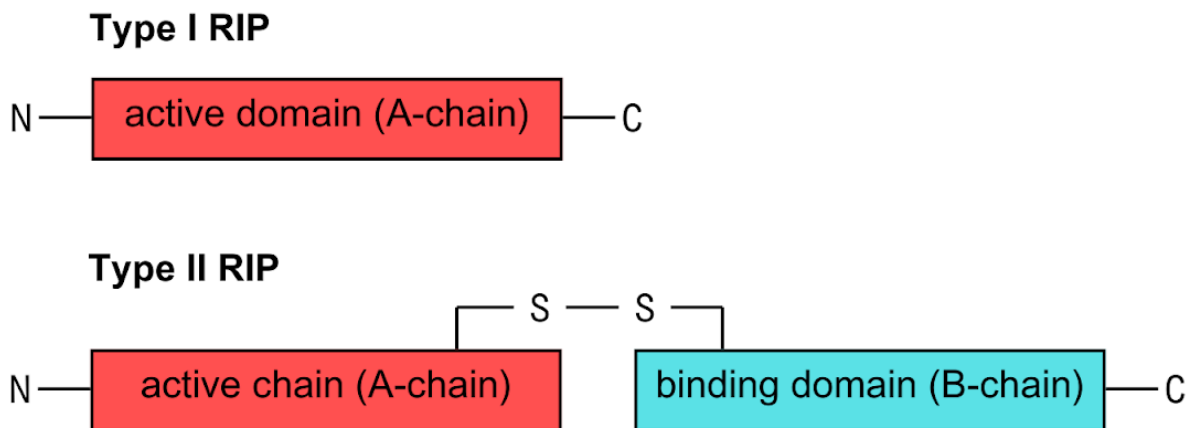 Type I RIP
N active domain (A-chain) C
Type II RIP
S S
N active chain (A-chain) binding domain (B-chain) C